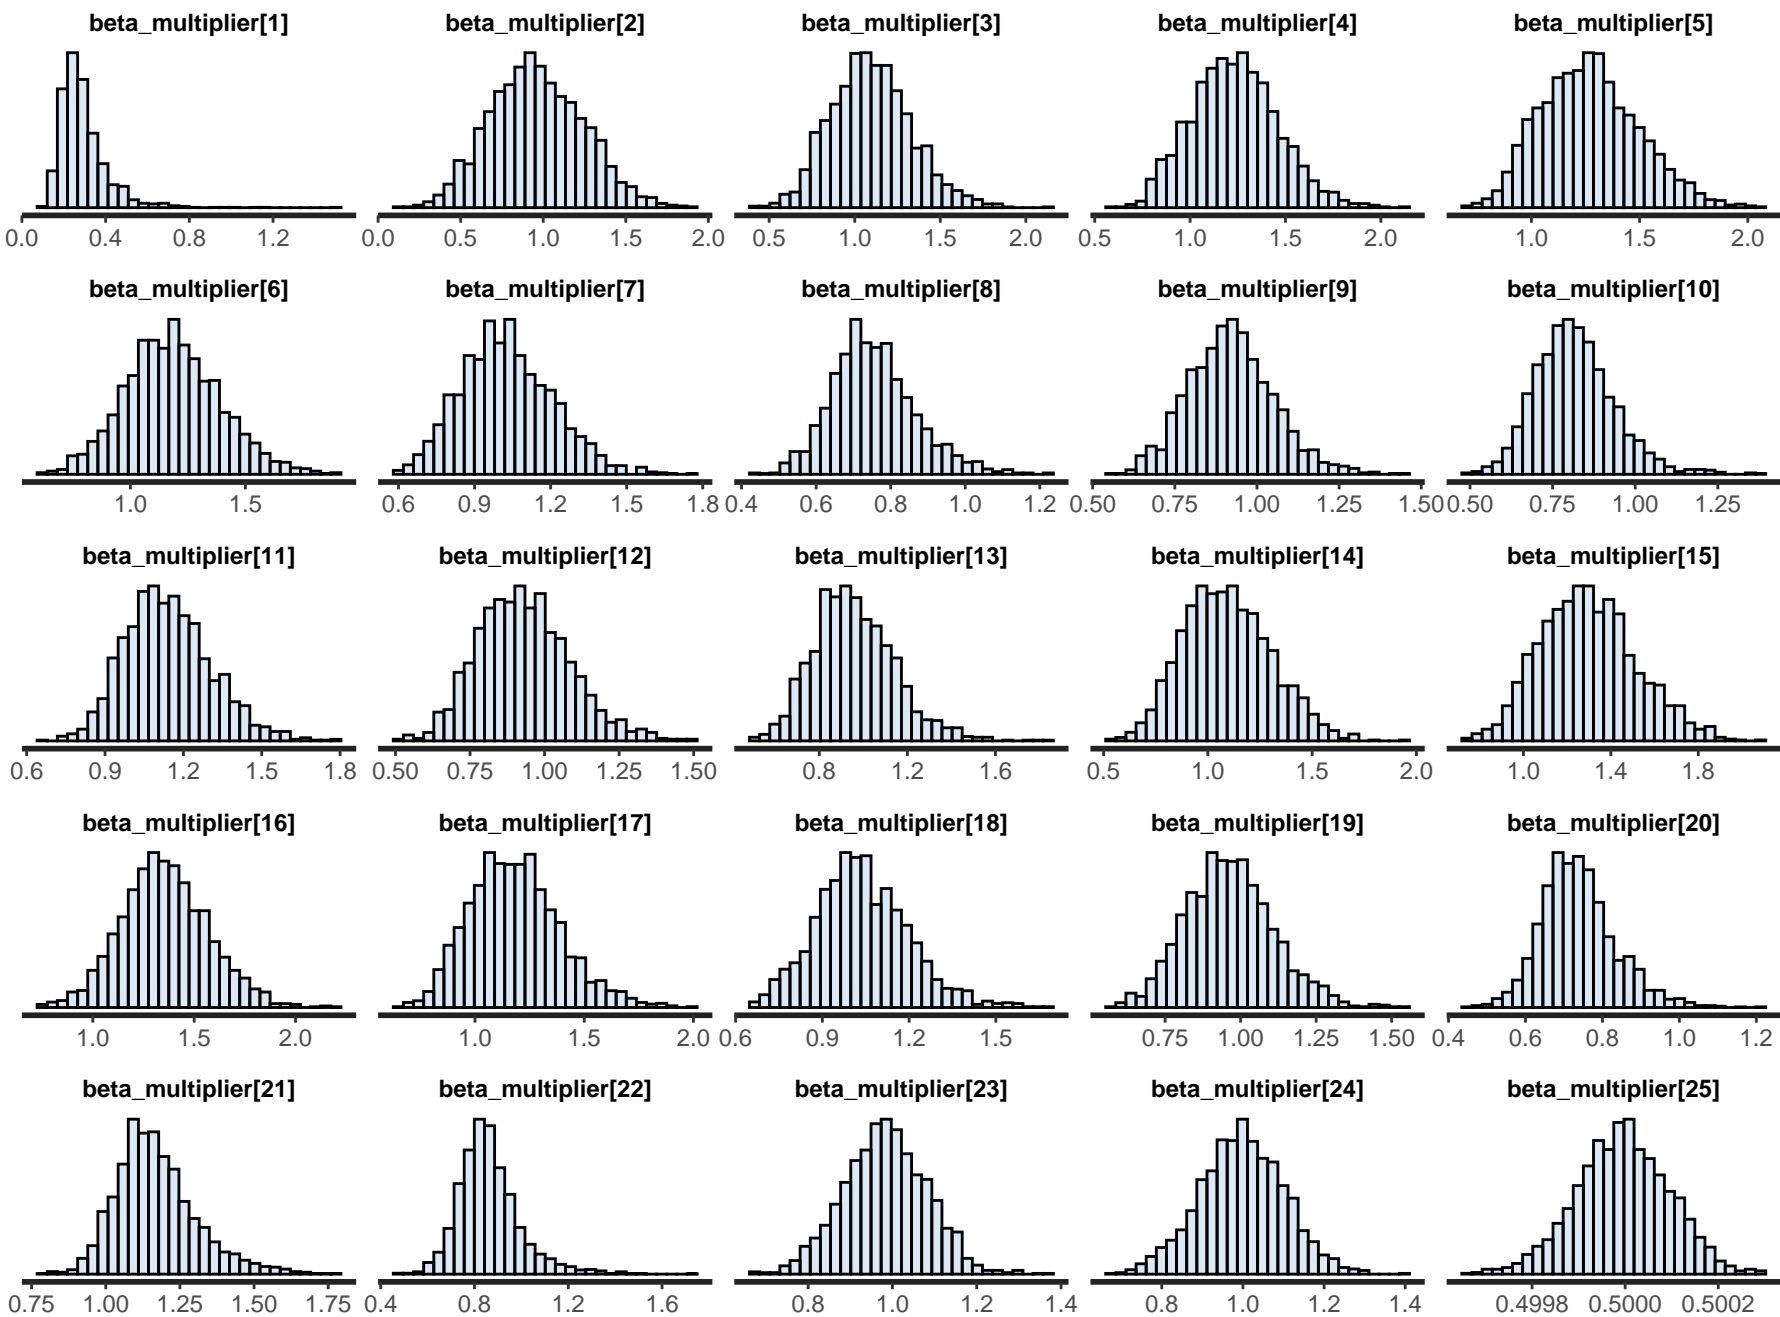 beta_multiplier[1] beta_multiplier[2] beta_multiplier[3] beta_multiplier[4] beta_multiplier[5]
0.0 0.4 0.8 1.2 0.0 0.5 1.0 1.5 2.0 0.5 1.0 1.5 2.0 0.5 1.0 1.5 2.0 1.0 1.5 2.0
beta_multiplier[6] beta_multiplier[7] beta_multiplier[8] beta_multiplier[9] beta_multiplier[10]
1.0 1.5 0.6 0.9 1.2 1.5 1.8 0.4 0.6 0.8 1.0 1.2 0.50 0.75 1.00 1.25 1.50 0.50 0.75 1.00 1.25
beta_multiplier[11] beta_multiplier[12] beta_multiplier[13] beta_multiplier[14] beta_multiplier[15]
0.6 0.9 1.2 1.5 1.8 0.50 0.75 1.00 1.25 1.50 0.8 1.2 1.6 0.5 1.0 1.5 2.0 1.0 1.4 1.8
beta_multiplier[16] beta_multiplier[17] beta_multiplier[18] beta_multiplier[19] beta_multiplier[20]
1.0 1.5 2.0 1.0 1.5 2.0 0.6 0.9 1.2 1.5 0.75 1.00 1.25 1.50 0.4 0.6 0.8 1.0 1.2
beta_multiplier[21] beta_multiplier[22] beta_multiplier[23] beta_multiplier[24] beta_multiplier[25]
0.75 1.00 1.25 1.50 1.75 0.4 0.8 1.2 1.6 0.8 1.0 1.2 1.4 0.8 1.0 1.2 1.4 0.4998 0.5000 0.5002